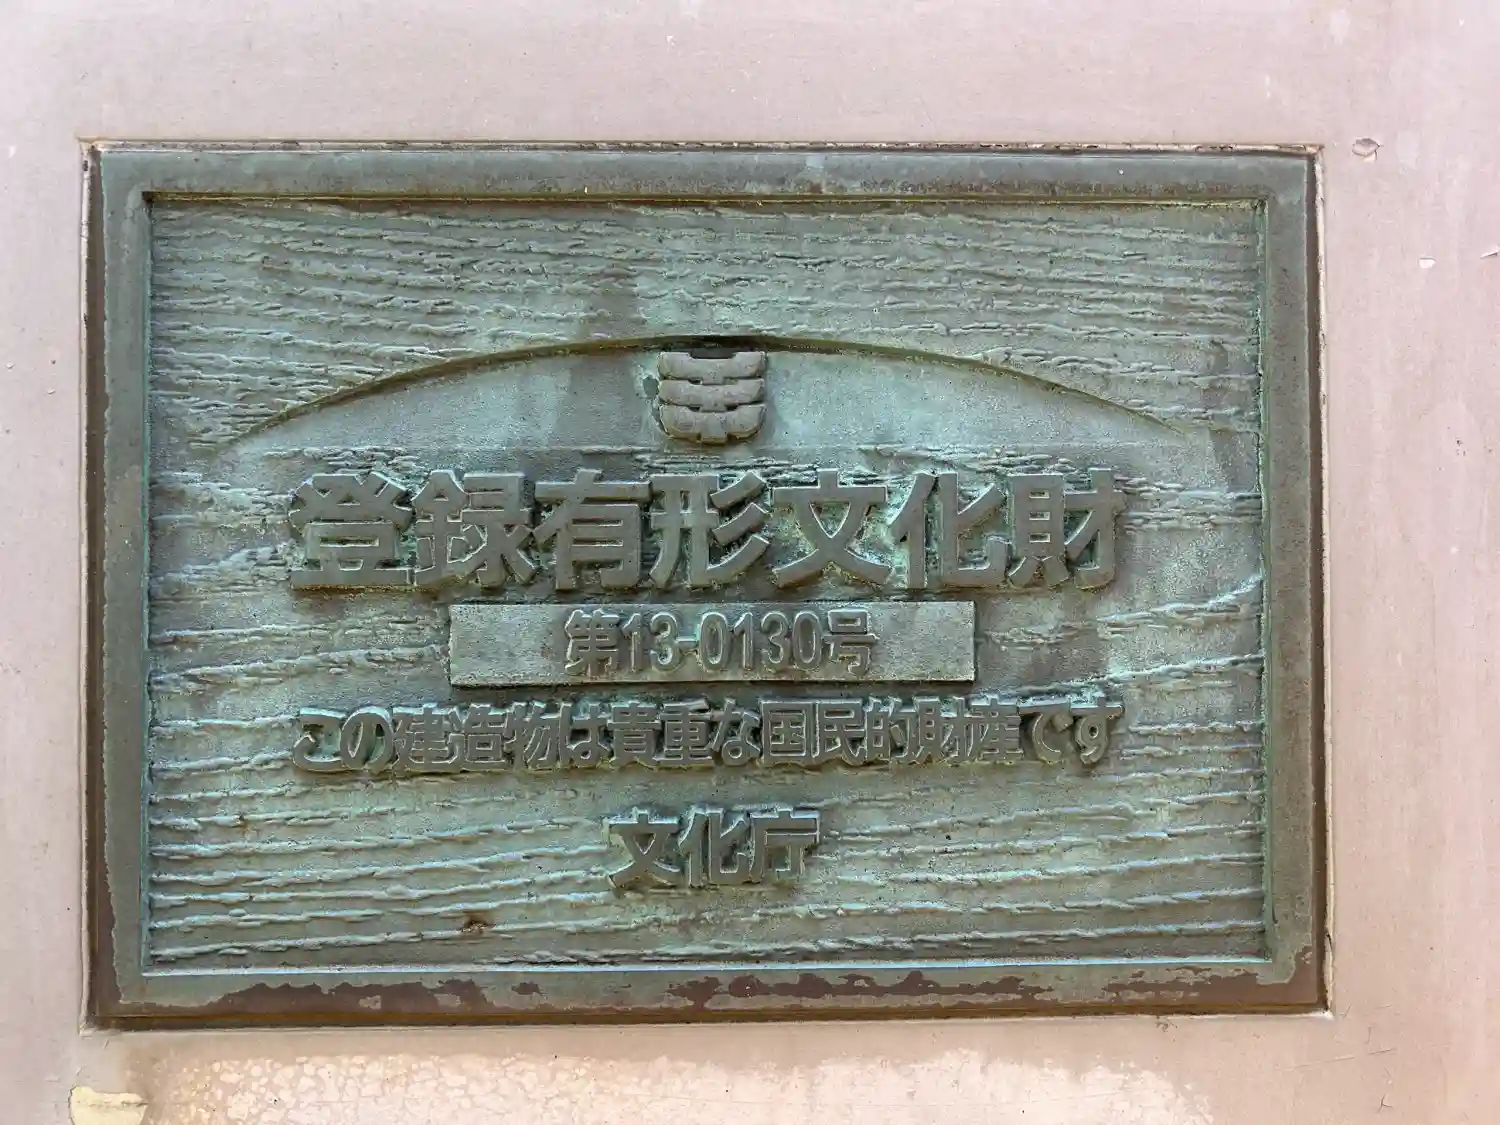 登録有形文化財
第13-0130号
この建造物は貴重な国民的財産です
文化庁